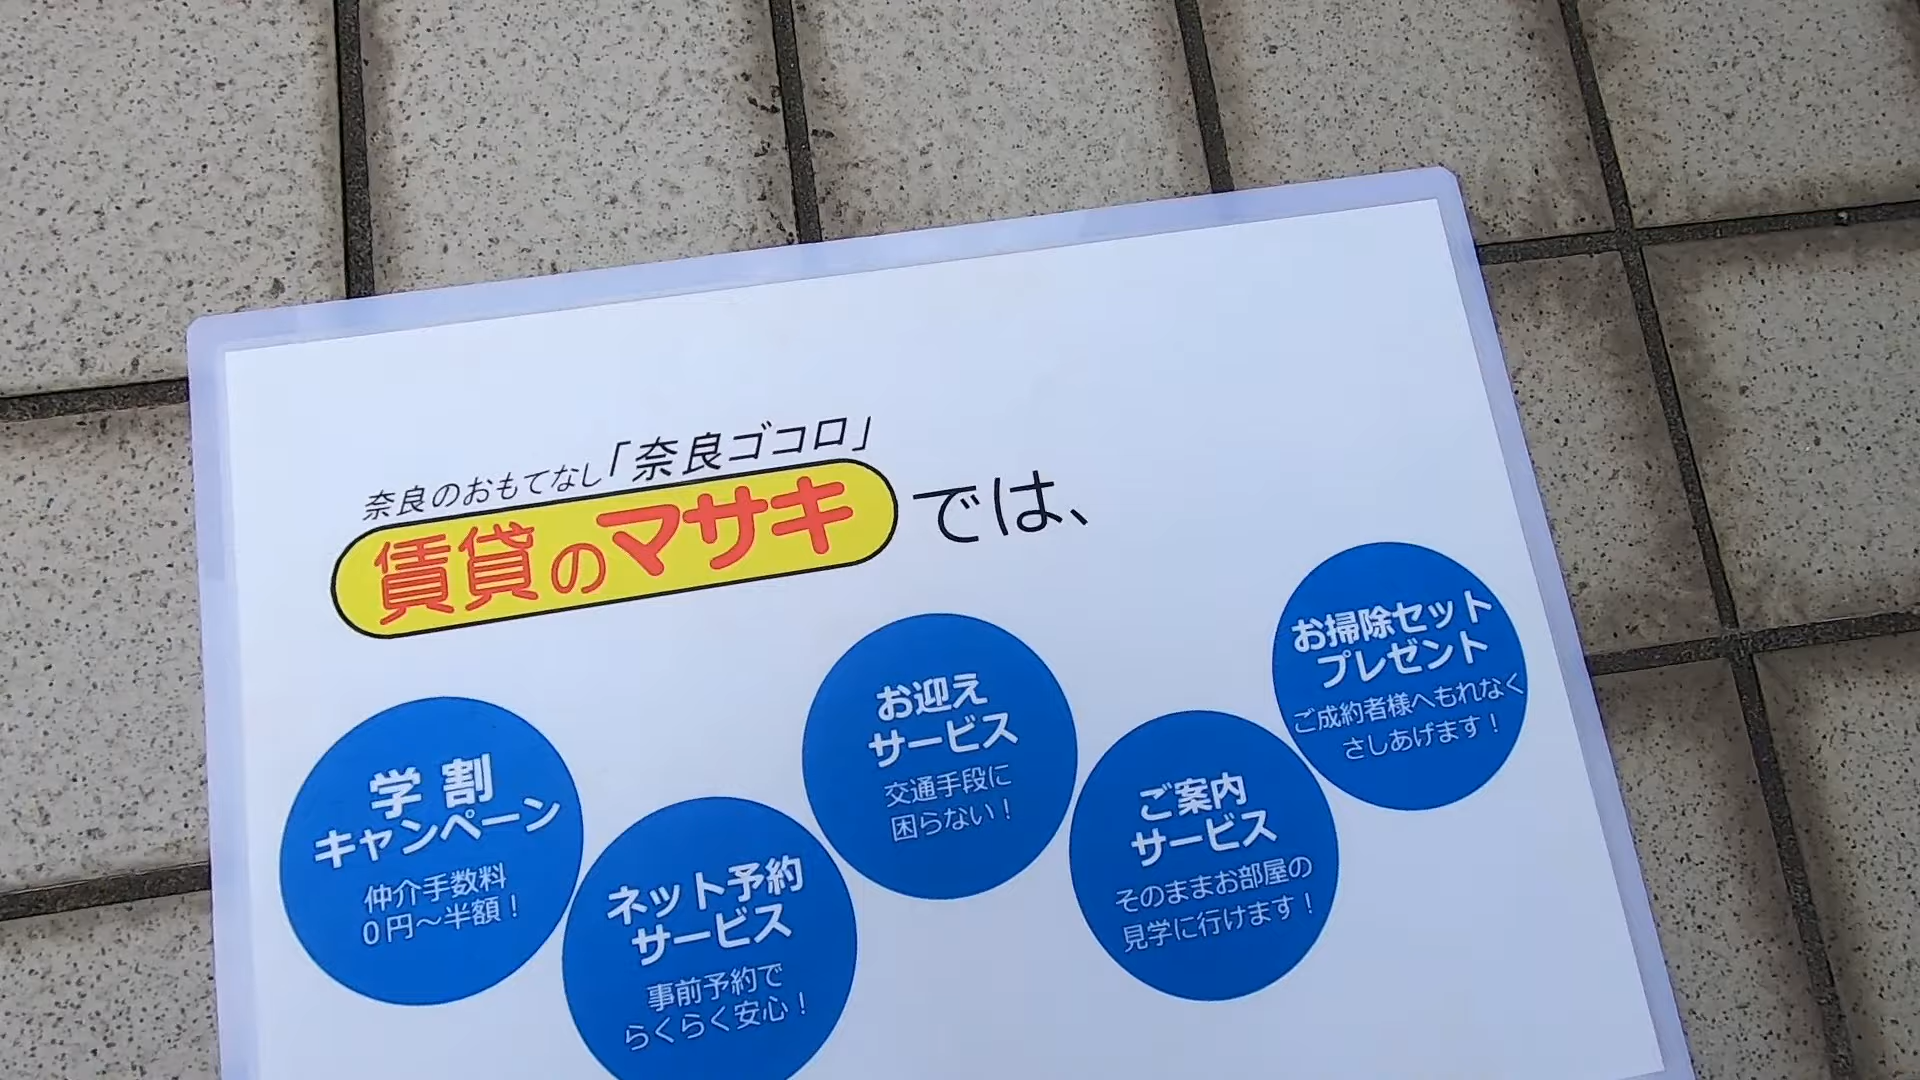 奈良のおもてなし「奈良ゴコロ」
賃貸のマサキでは、
学割
キャンペーン
仲介手数料
0円〜半額！
ネット予約
サービス
事前予約で
らくらく安心！
お迎え
サービス
交通手段に
困らない！
ご案内
サービス
そのままお部屋の
見学に行けます！
お掃除セット
プレゼント
ご成約者様へもれなく
さしあげます！